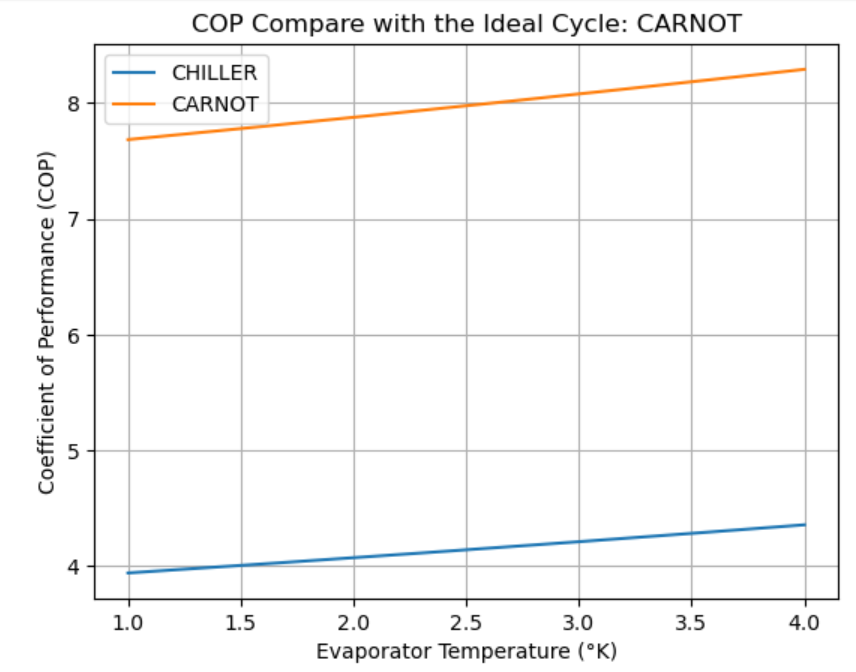 COP Compare with the Ideal Cycle: CARNOT
CHILLER
CARNOT
8
7
6
5
4
Coefficient of Performance (COP)
1.0 1.5 2.0 2.5 3.0 3.5 4.0
Evaporator Temperature (°K)